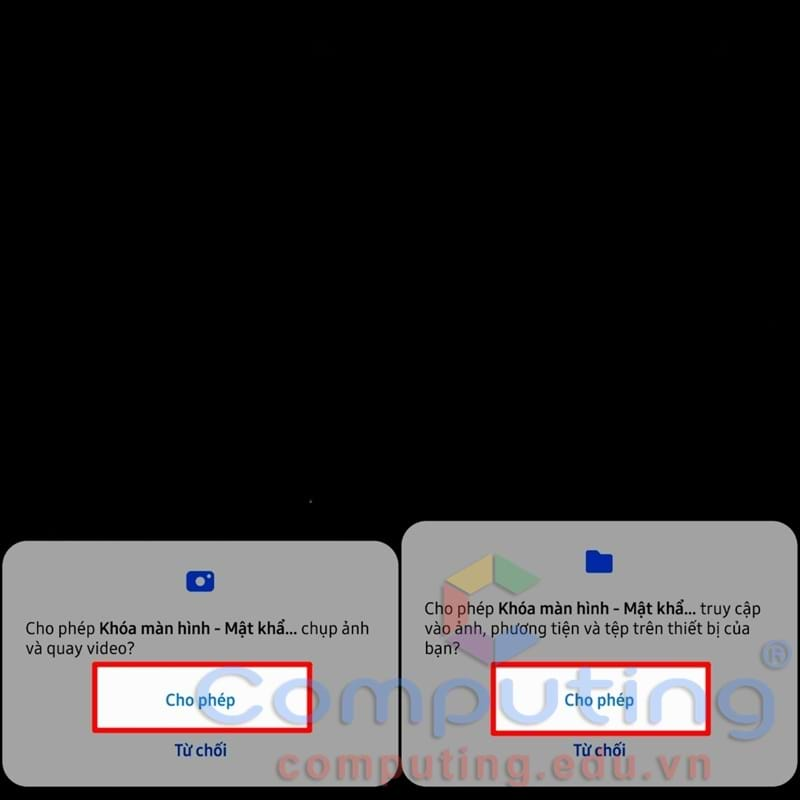 Cho phép Khóa màn hình - Mật khẩ... chụp ảnh
và quay video?
Cho phép
Từ chối
Cho phép Khóa màn hình - Mật khẩ... truy cập
vào ảnh, phương tiện và tệp trên thiết bị của
bạn?
Cho phép
Từ chối
Computing®
computing.edu.vn